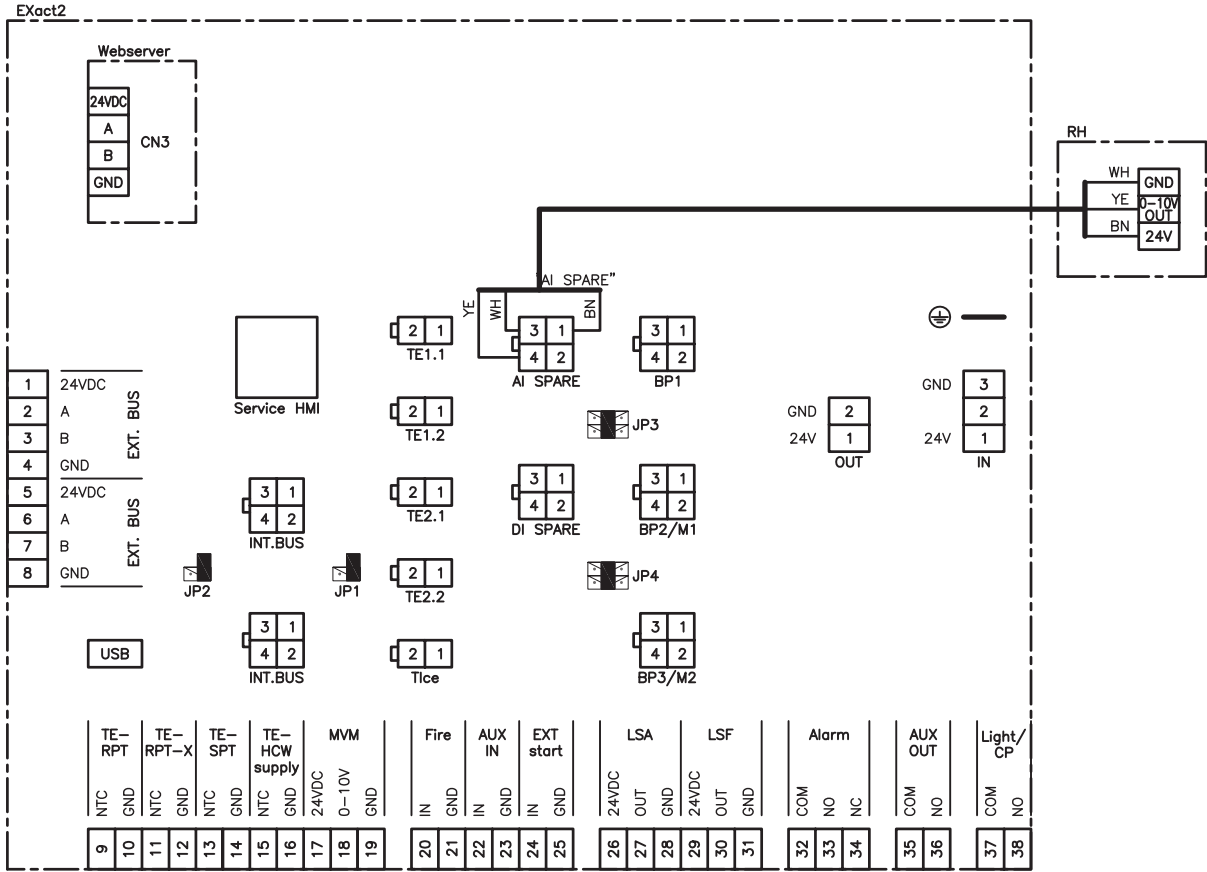 EXact2
Webserver
24VDC
A
B
GND
CN3
RH
WH
GND
YE
0-10V
OUT
BN
24V
"AI SPARE"
YE
WH
BN
3 1
4 2
AI SPARE
3 1
4 2
BP1
2 1
TE1.1
Service HMI
GND 3
2
24V 1
IN
GND 2
24V 1
OUT
JP3
2 1
TE1.2
1 24VDC
2 A
3 B
4 GND
EXT. BUS
5 24VDC
6 A
7 B
8 GND
EXT. BUS
3 1
4 2
INT.BUS
2 1
TE2.1
3 1
4 2
DI SPARE
3 1
4 2
BP2/M1
JP2
JP1
2 1
TE2.2
JP4
USB
3 1
4 2
INT.BUS
2 1
TIce
3 1
4 2
BP3/M2
TE-
RPT
TE-
RPT-X
TE-
SPT
TE-
HCW
supply
MVM
Fire
AUX
IN
EXT
start
LSA
LSF
Alarm
AUX
OUT
Light/
CP
NTC
GND
NTC
GND
NTC
GND
NTC
GND
24VDC
0-10V
GND
IN
GND
IN
GND
IN
GND
24VDC
OUT
GND
24VDC
OUT
GND
COM
NO
NC
COM
NO
COM
NO
9
10
11
12
13
14
15
16
17
18
19
20
21
22
23
24
25
26
27
28
29
30
31
32
33
34
35
36
37
38